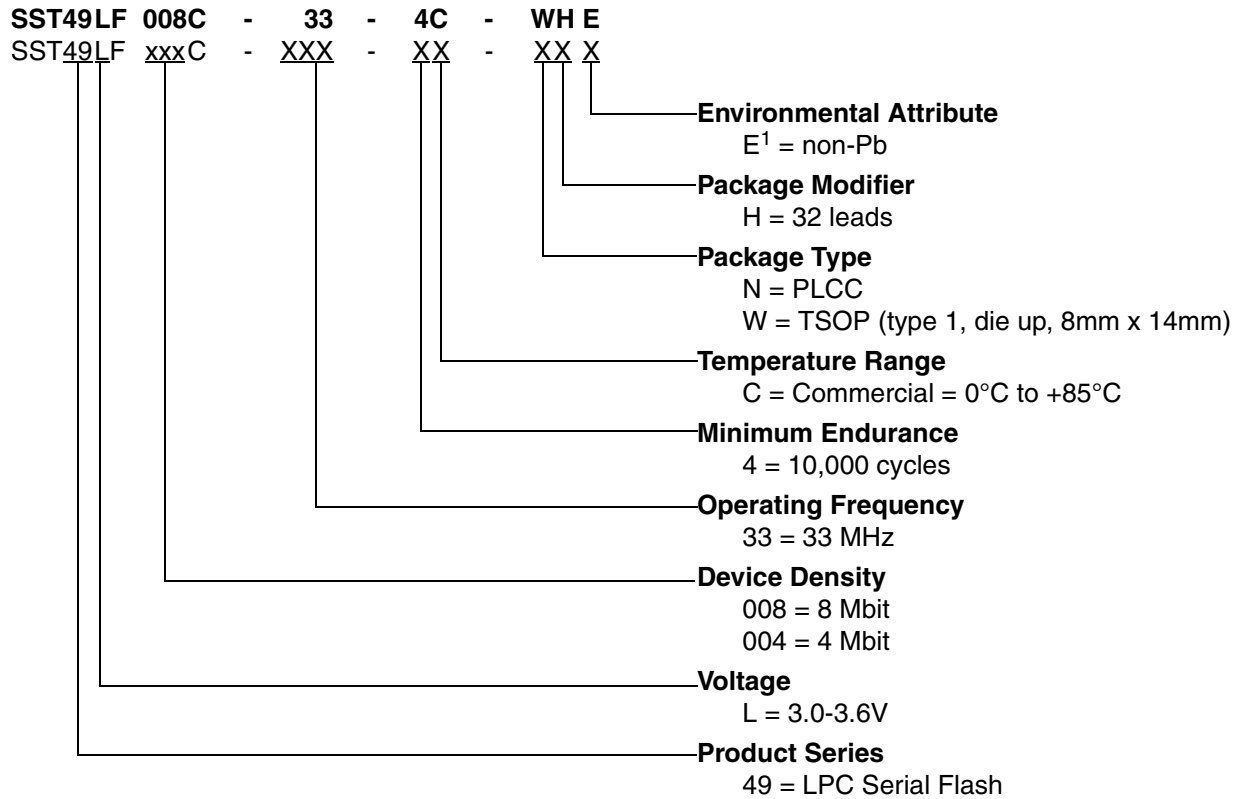 SST49LF 008C - 33 - 4C - WH E
SST49LF xxxC - XXX - XX - XX X
Environmental Attribute
E1 = non-Pb
Package Modifier
H = 32 leads
Package Type
N = PLCC
W = TSOP (type 1, die up, 8mm x 14mm)
Temperature Range
C = Commercial = 0°C to +85°C
Minimum Endurance
4 = 10,000 cycles
Operating Frequency
33 = 33 MHz
Device Density
008 = 8 Mbit
004 = 4 Mbit
Voltage
L = 3.0-3.6V
Product Series
49 = LPC Serial Flash